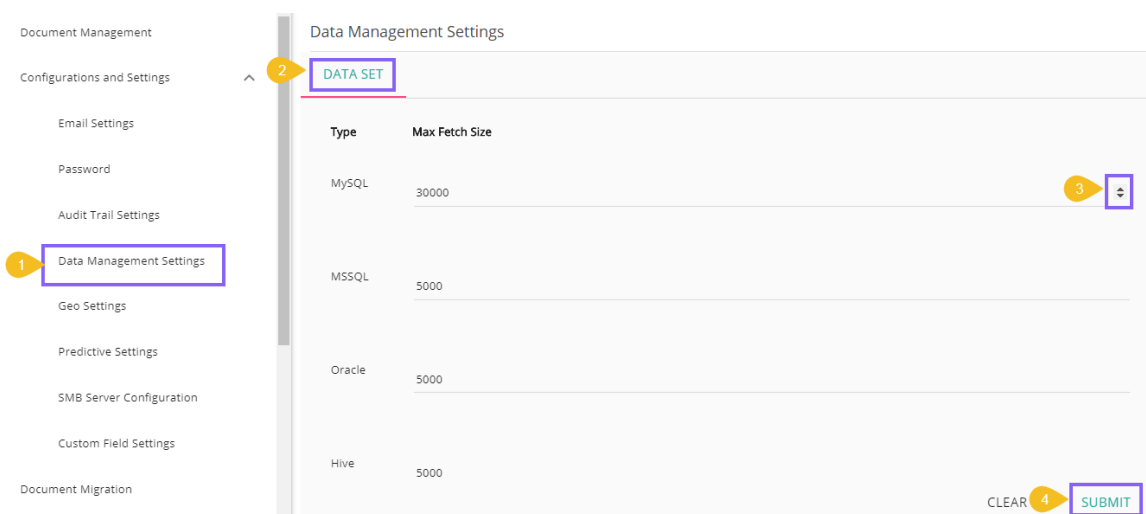 Document Management
Configurations and Settings
Email Settings
Password
Audit Trail Settings
1
Data Management Settings
Geo Settings
Predictive Settings
SMB Server Configuration
Custom Field Settings
Document Migration
Data Management Settings
2
DATA SET
Type Max Fetch Size
MySQL 30000
3
MSSQL 5000
Oracle 5000
Hive 5000
CLEAR 4 SUBMIT